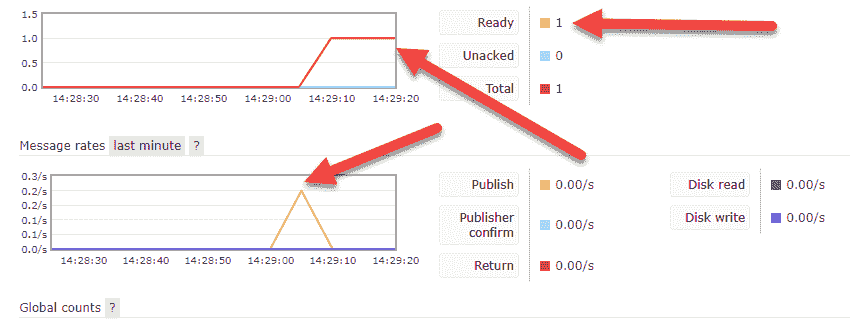 1.5
1.0
0.5
0.0
14:28:30 14:28:40 14:28:50 14:29:00 14:29:10 14:29:20
Ready 1
Unacked 0
Total 1
Message rates last minute ?
0.3/s
0.2/s
0.2/s
0.1/s
0.1/s
0.0/s
14:28:30 14:28:40 14:28:50 14:29:00 14:29:10 14:29:20
Publish 0.00/s
Publisher confirm 0.00/s
Return 0.00/s
Disk read 0.00/s
Disk write 0.00/s
Global counts ?